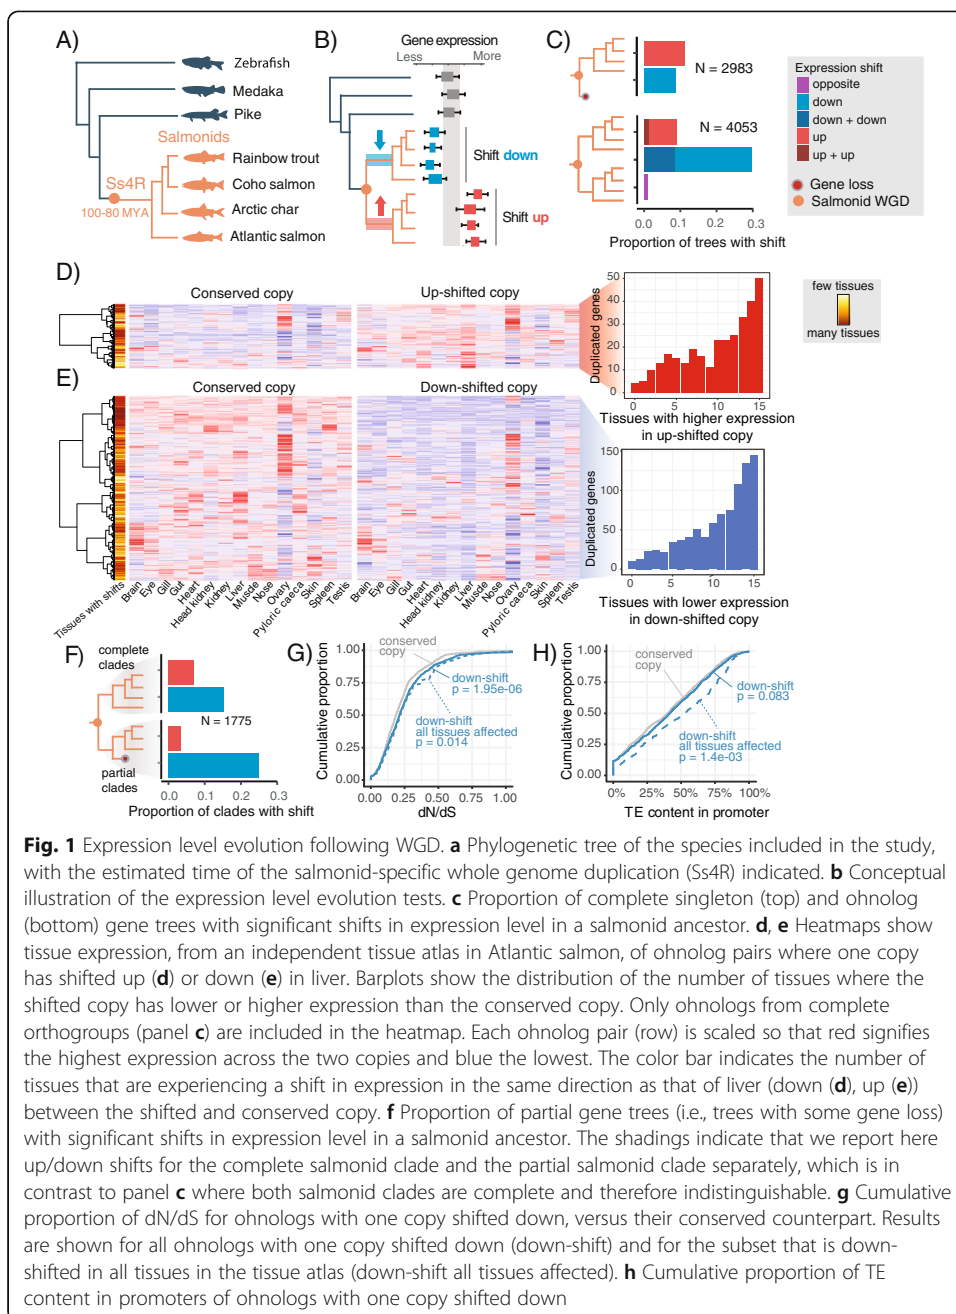 A)
Zebrafish
Medaka
Pike
Salmonids
Rainbow trout
Ss4R
Coho salmon
100-80 MYA
Arctic char
Atlantic salmon
B)
Gene expression
Less More
Shift down
Shift up
C)
N = 2983
N = 4053
0.0 0.1 0.2 0.3
Proportion of trees with shift
Expression shift
opposite
down
down + down
up
up + up
Gene loss
Salmonid WGD
D)
Conserved copy
Up-shifted copy
50
40
30
20
10
0
Duplicated genes
0 5 10 15
Tissues with higher expression
in up-shifted copy
few tissues
many tissues
E)
Conserved copy
Down-shifted copy
Tissues with shifts
Brain
Eye
Gill
Gut
Heart
Head kidney
Kidney
Liver
Muscle
Nose
Ovary
Pyloric caeca
Skin
Spleen
Testis
Brain
Eye
Gill
Gut
Heart
Head kidney
Kidney
Liver
Muscle
Nose
Ovary
Pyloric caeca
Skin
Spleen
Testis
150
100
50
0
Duplicated genes
0 5 10 15
Tissues with lower expression
in down-shifted copy
F)
complete
clades
N = 1775
partial
clades
0.0 0.1 0.2 0.3
Proportion of clades with shift
G)
Cumulative proportion
1.00
0.75
0.50
0.25
0.00
conserved
copy
down-shift
p = 1.95e-06
down-shift
all tissues affected
p = 0.014
0.00 0.25 0.50 0.75 1.00
dN/dS
H)
Cumulative proportion
1.00
0.75
0.50
0.25
0.00
conserved
copy
down-shift
p = 0.083
down-shift
all tissues affected
p = 1.4e-03
0% 25% 50% 75% 100%
TE content in promoter
Fig. 1 Expression level evolution following WGD. a Phylogenetic tree of the species included in the study,
with the estimated time of the salmonid-specific whole genome duplication (Ss4R) indicated. b Conceptual
illustration of the expression level evolution tests. c Proportion of complete singleton (top) and ohnolog
(bottom) gene trees with significant shifts in expression level in a salmonid ancestor. d, e Heatmaps show
tissue expression, from an independent tissue atlas in Atlantic salmon, of ohnolog pairs where one copy
has shifted up (d) or down (e) in liver. Barplots show the distribution of the number of tissues where the
shifted copy has lower or higher expression than the conserved copy. Only ohnologs from complete
orthogroups (panel c) are included in the heatmap. Each ohnolog pair (row) is scaled so that red signifies
the highest expression across the two copies and blue the lowest. The color bar indicates the number of
tissues that are experiencing a shift in expression in the same direction as that of liver (down (d), up (e))
between the shifted and conserved copy. f Proportion of partial gene trees (i.e., trees with some gene loss)
with significant shifts in expression level in a salmonid ancestor. The shadings indicate that we report here
up/down shifts for the complete salmonid clade and the partial salmonid clade separately, which is in
contrast to panel c where both salmonid clades are complete and therefore indistinguishable. g Cumulative
proportion of dN/dS for ohnologs with one copy shifted down, versus their conserved counterpart. Results
are shown for all ohnologs with one copy shifted down (down-shift) and for the subset that is down-
shifted in all tissues in the tissue atlas (down-shift all tissues affected). h Cumulative proportion of TE
content in promoters of ohnologs with one copy shifted down